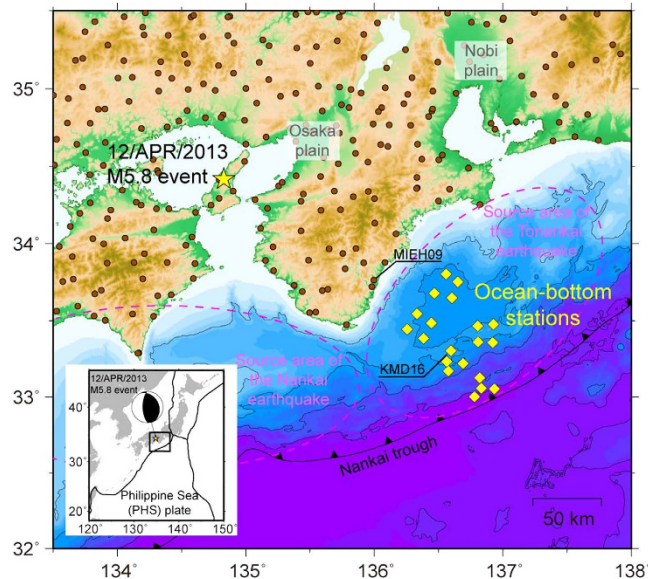 35°
34°
33°
32°
134°
135°
136°
137°
138°
Nobi
plain
Osaka
plain
12/APR/2013
M5.8 event
Source area of
the Tonankai
earthquake
MIEH09
Ocean-bottom
stations
KMD16
Source area of
the Nankai
earthquake
Nankai trough
50 km
12/APR/2013
M5.8 event
40°
30°
20°
Philippine Sea
(PHS) plate
120°
130°
140°
150°